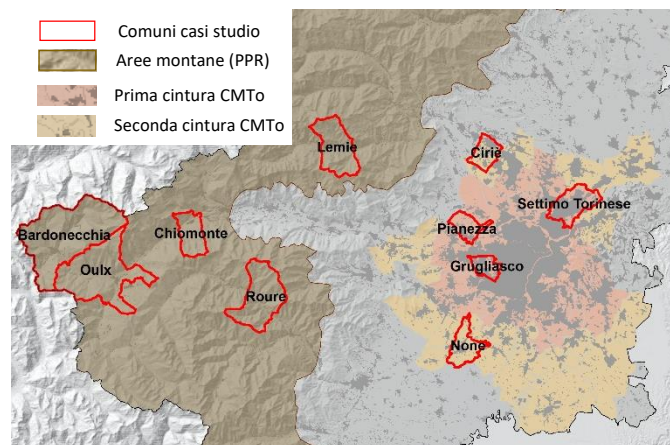 Comuni casi studio
Aree montane (PPR)
Prima cintura CMTo
Seconda cintura CMTo
Lemie
Ciriè
Settimo Torinese
Pianezza
Bardonecchia
Chiomonte
Oulx
Grugliasco
Roure
None